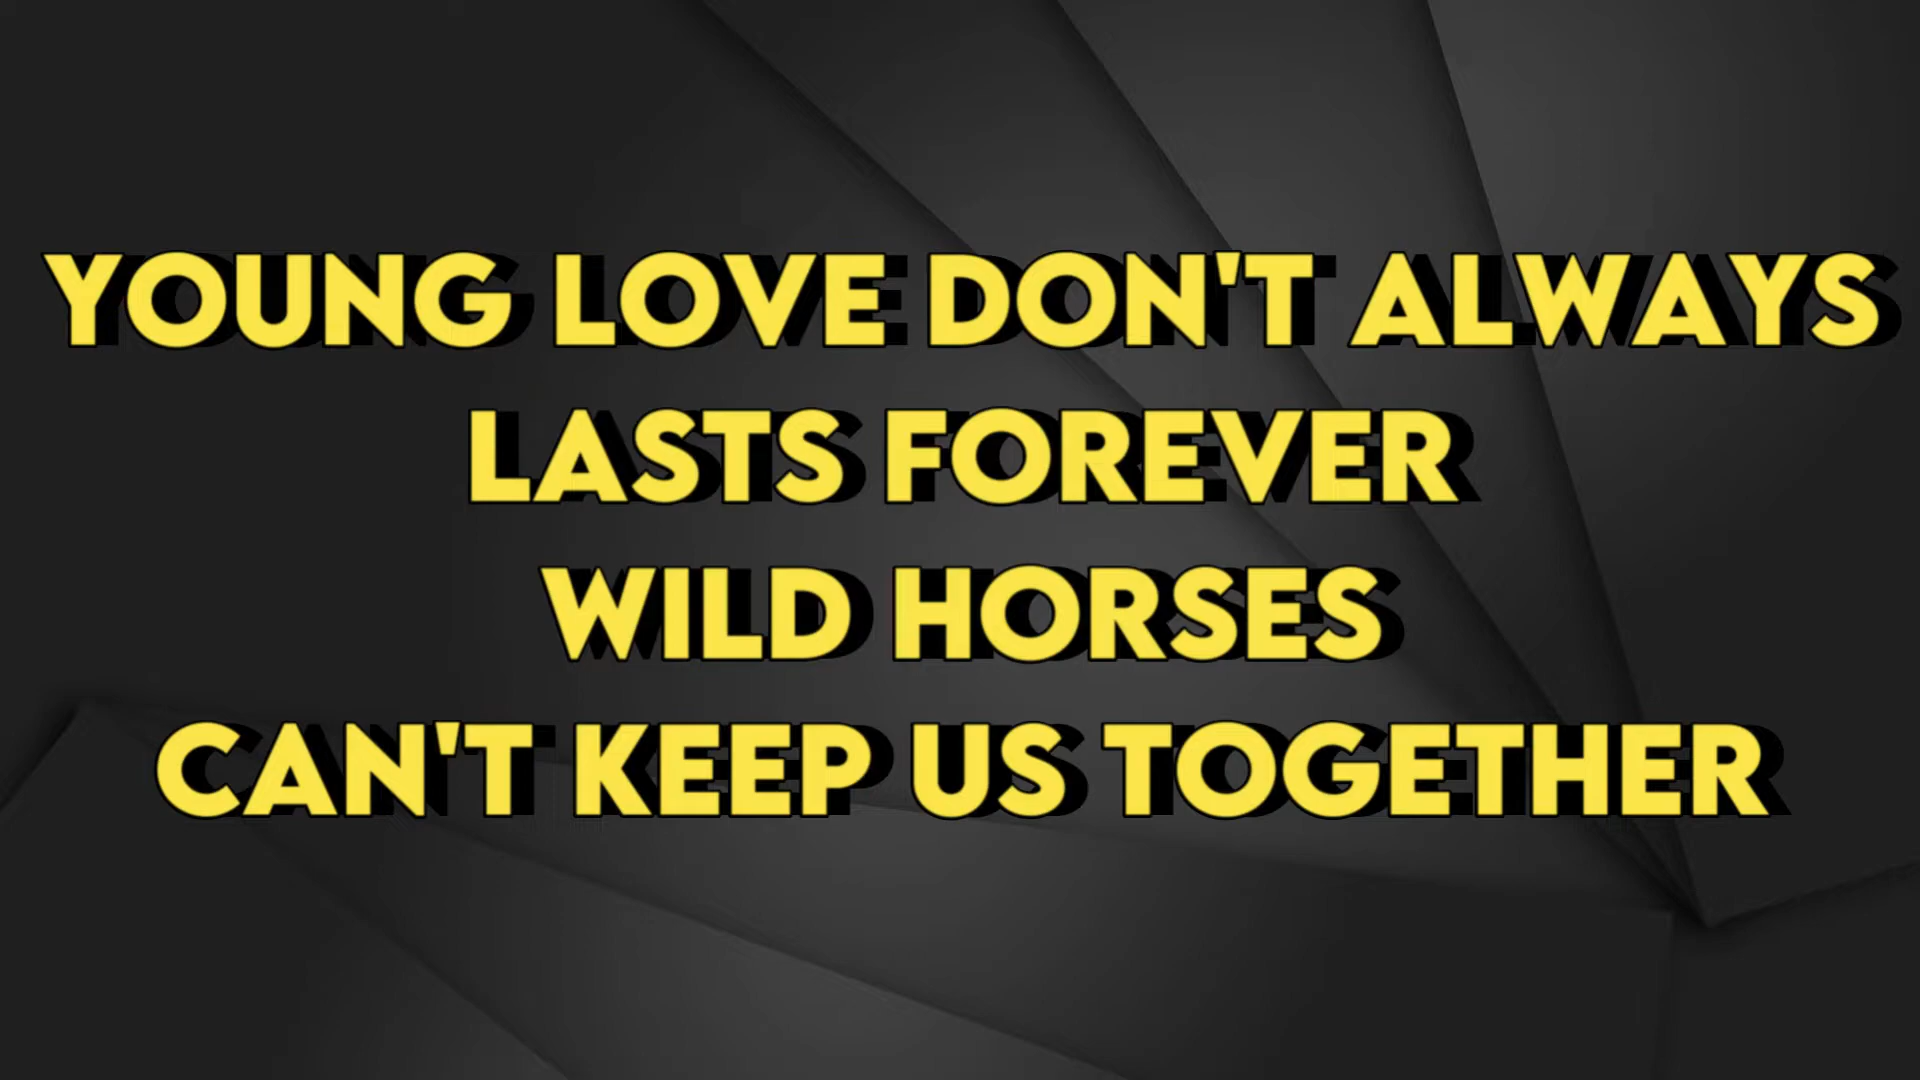 YOUNG LOVE DON'T ALWAYS
LASTS FOREVER
WILD HORSES
CAN'T KEEP US TOGETHER